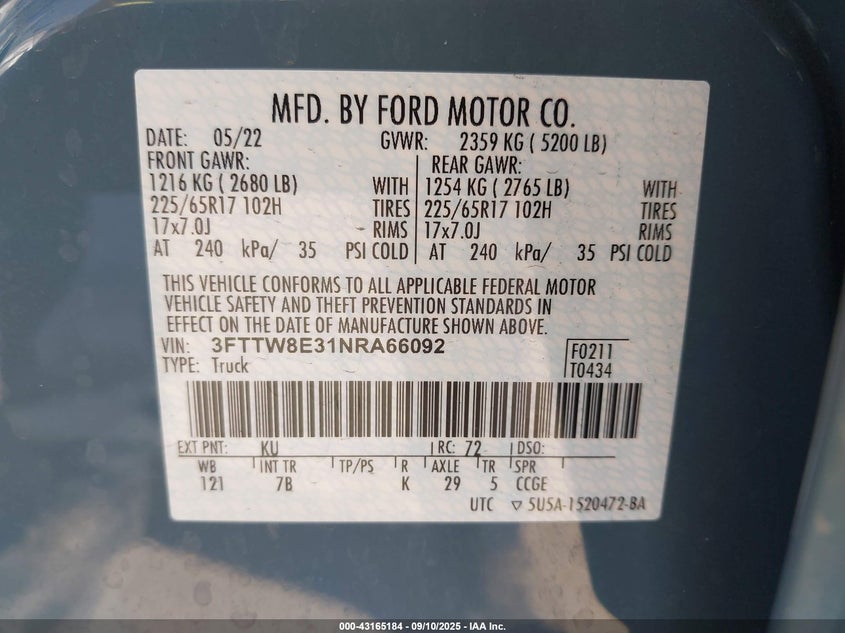 MFD. BY FORD MOTOR CO.
DATE: 05/22 GVWR: 2359 KG ( 5200 LB)
FRONT GAWR: REAR GAWR:
1216 KG ( 2680 LB) WITH 1254 KG ( 2765 LB) WITH
225/65R17 102H TIRES 225/65R17 102H TIRES
17x7.0J RIMS 17x7.0J RIMS
AT 240 kPa/ 35 PSI COLD AT 240 kPa/ 35 PSI COLD
THIS VEHICLE CONFORMS TO ALL APPLICABLE FEDERAL MOTOR
VEHICLE SAFETY AND THEFT PREVENTION STANDARDS IN
EFFECT ON THE DATE OF MANUFACTURE SHOWN ABOVE.
VIN: 3FTTW8E31NRA66092 F0211
TYPE: Truck T0434
EXT PNT: KU RC: 72 DSO:
WB INT TR TP/PS R AXLE TR SPR
121 7B K 29 5 CCGE
UTC ▽ 5U5A-1520472-BA
000-43165184 - 09/10/2025 - IAA Inc.